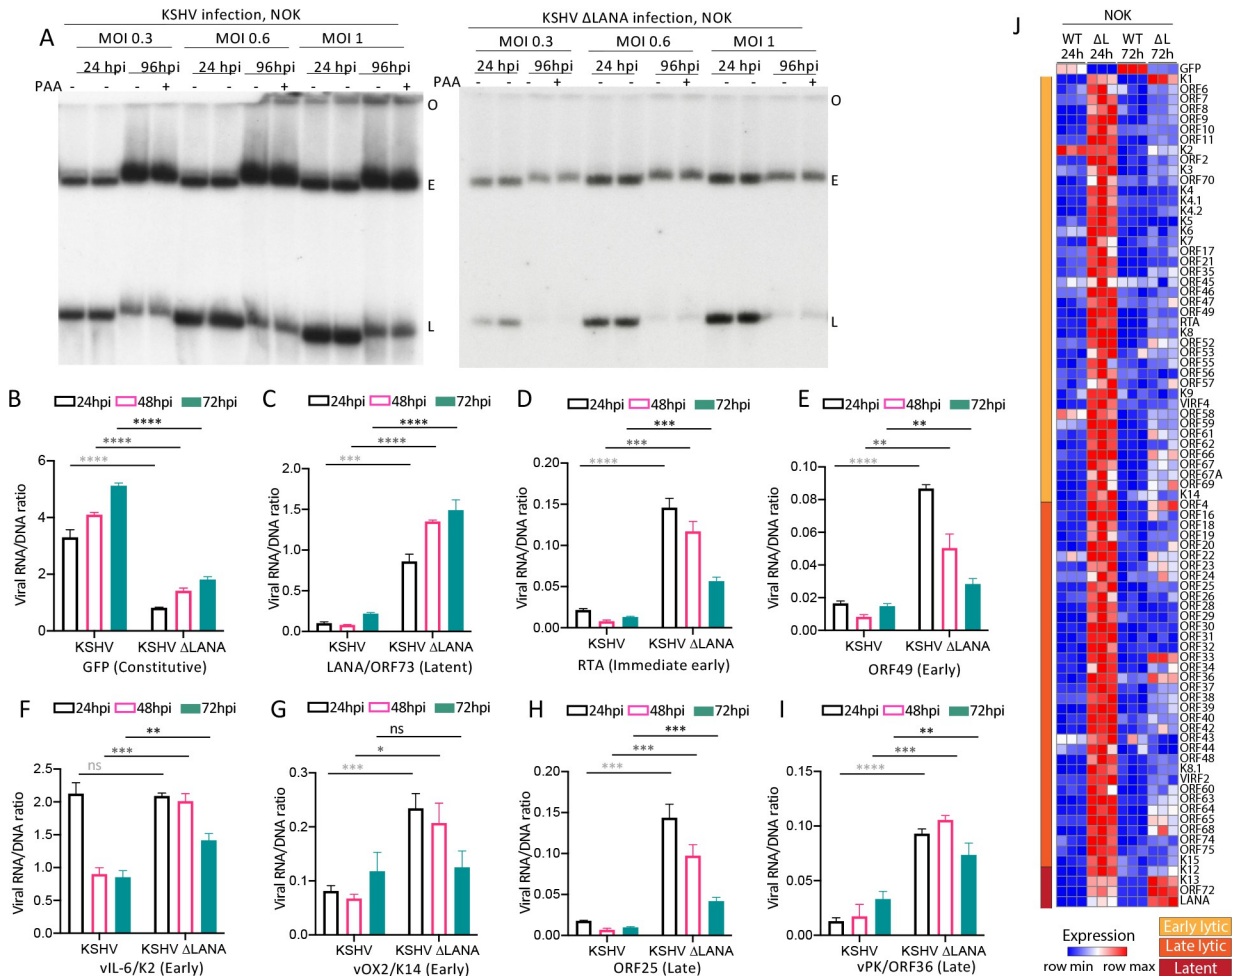 A
KSHV infection, NOK
MOI 0.3 MOI 0.6 MOI 1
24 hpi 96hpi 24 hpi 96hpi 24 hpi 96hpi
PAA - - - + - - - + - - - +
O
E
L
KSHV ΔLANA infection, NOK
MOI 0.3 MOI 0.6 MOI 1
24 hpi 96hpi 24 hpi 96hpi 24 hpi 96hpi
- - - + - - - + - - - +
O
E
L
B
24hpi 48hpi 72hpi
****
****
****
Viral RNA/DNA ratio
6
4
2
0
KSHV KSHV ΔLANA
GFP (Constitutive)
C
24hpi 48hpi 72hpi
****
****
***
Viral RNA/DNA ratio
2.0
1.5
1.0
0.5
0.0
KSHV KSHV ΔLANA
LANA/ORF73 (Latent)
D
24hpi 48hpi 72hpi
***
***
****
Viral RNA/DNA ratio
0.20
0.15
0.10
0.05
0.00
KSHV KSHV ΔLANA
RTA (Immediate early)
E
24hpi 48hpi 72hpi
**
**
****
Viral RNA/DNA ratio
0.10
0.08
0.06
0.04
0.02
0.00
KSHV KSHV ΔLANA
ORF49 (Early)
F
24hpi 48hpi 72hpi
**
***
ns
Viral RNA/DNA ratio
2.5
2.0
1.5
1.0
0.5
0.0
KSHV KSHV ΔLANA
vIL-6/K2 (Early)
G
24hpi 48hpi 72hpi
ns
*
***
Viral RNA/DNA ratio
0.3
0.2
0.1
0.0
KSHV KSHV ΔLANA
vOX2/K14 (Early)
H
24hpi 48hpi 72hpi
***
***
***
Viral RNA/DNA ratio
0.20
0.15
0.10
0.05
0.00
KSHV KSHV ΔLANA
ORF25 (Late)
I
24hpi 48hpi 72hpi
**
***
****
Viral RNA/DNA ratio
0.15
0.10
0.05
0.00
KSHV KSHV ΔLANA
vPK/ORF36 (Late)
J
NOK
WT ΔL WT ΔL
24h 24h 72h 72h
GFP
K1
ORF6
ORF7
ORF8
ORF9
ORF10
ORF11
K2
ORF2
K3
ORF70
K4
K4.1
K4.2
K5
K6
K7
ORF17
ORF21
ORF35
ORF45
ORF46
ORF47
ORF49
RTA
K8
ORF52
ORF53
ORF55
ORF56
ORF57
K9
VIRF4
ORF58
ORF59
ORF61
ORF62
ORF66
ORF67
ORF67A
ORF69
K14
ORF4
ORF16
ORF18
ORF19
ORF20
ORF22
ORF23
ORF24
ORF25
ORF26
ORF28
ORF29
ORF30
ORF31
ORF32
ORF33
ORF34
ORF36
ORF37
ORF38
ORF39
ORF40
ORF42
ORF43
ORF44
ORF48
K8.1
VIRF2
ORF60
ORF63
ORF64
ORF65
ORF68
ORF74
ORF75
K15
K12
K13
ORF72
LANA
Expression
row min row max
Early lytic
Late lytic
Latent